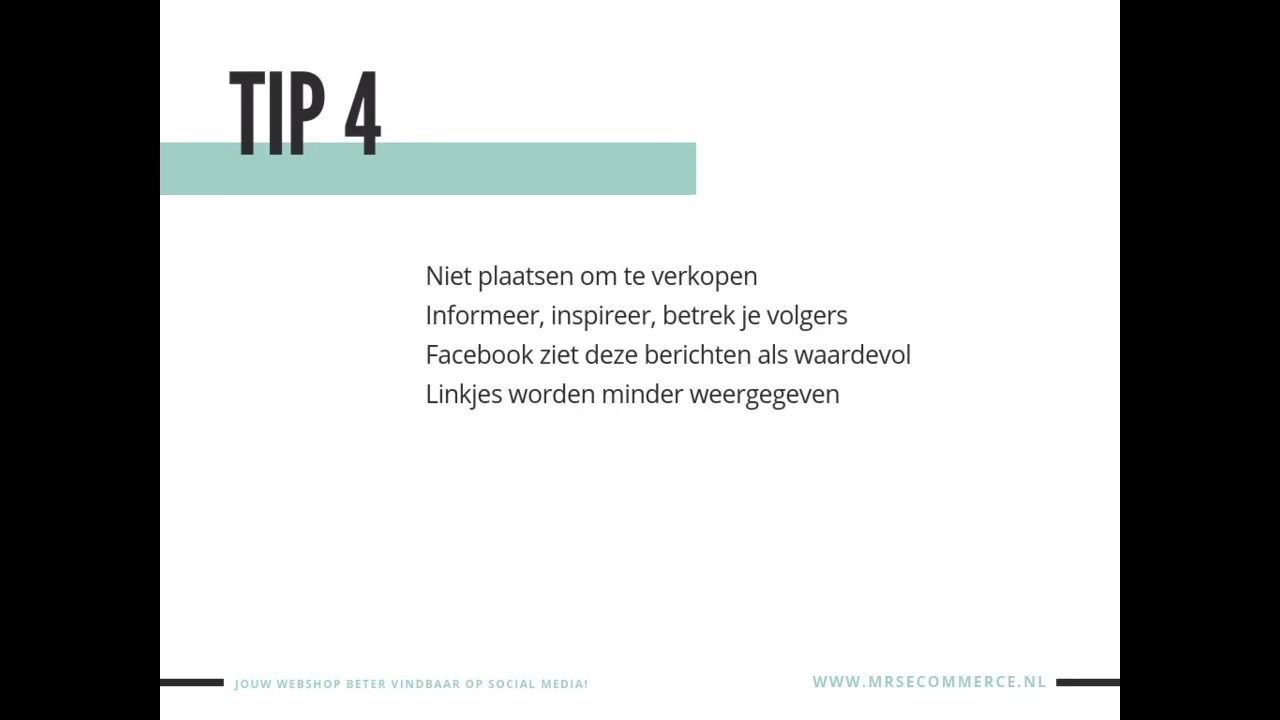 TIP 4
Niet plaatsen om te verkopen
Informeer, inspireer, betrek je volgers
Facebook ziet deze berichten als waardevol
Linkjes worden minder weergegeven
JOUW WEBSHOP BETER VINDBAAR OP SOCIAL MEDIA!
WWW.MRSECOMMERCE.NL